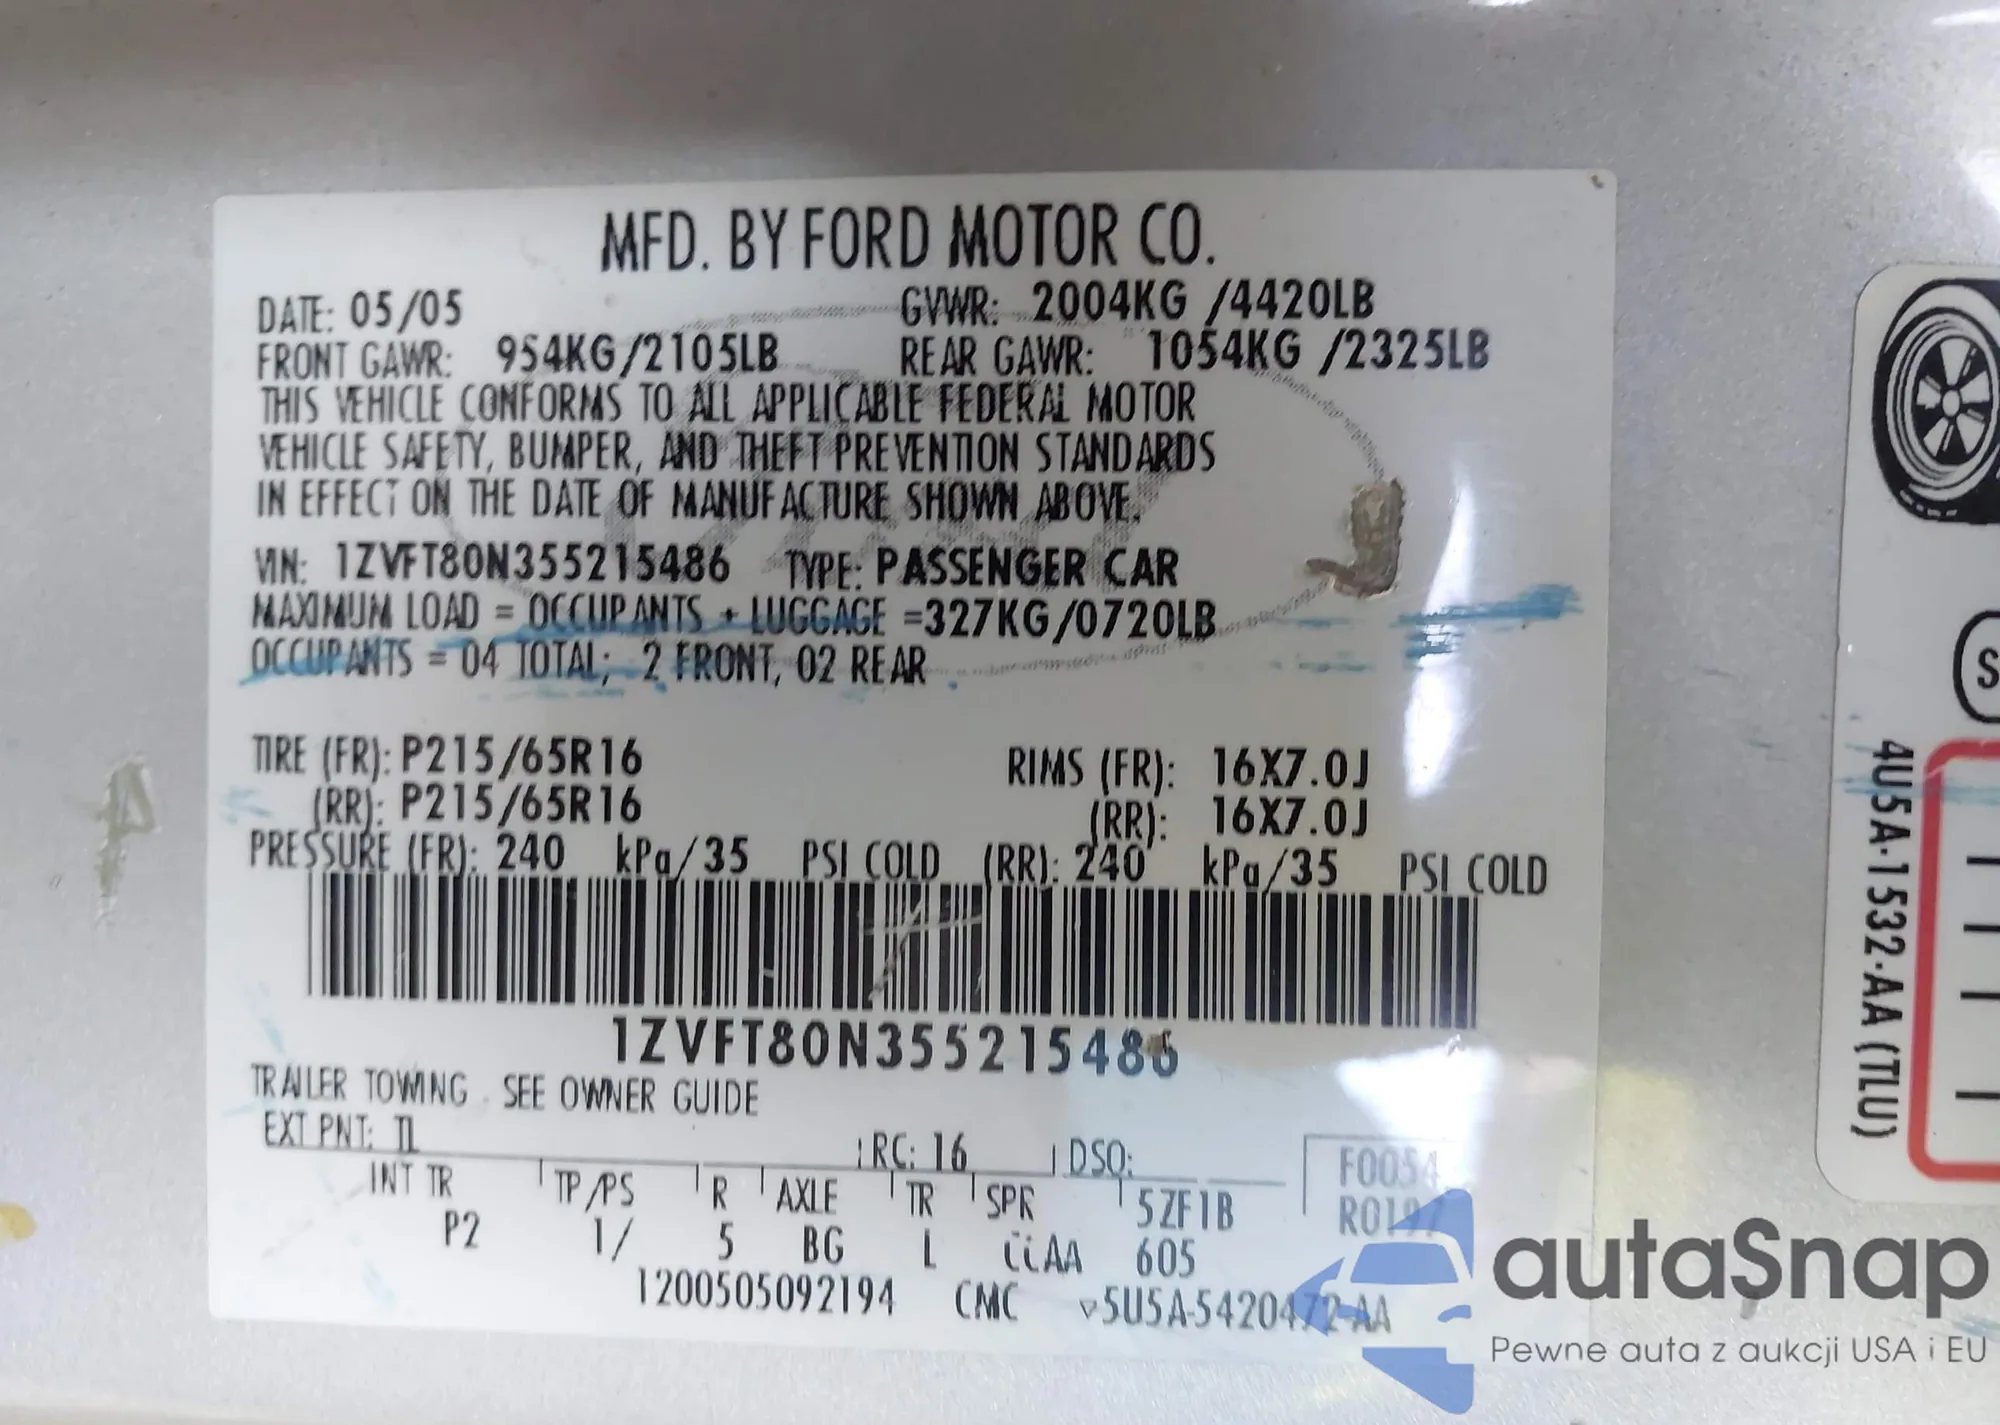 MFD. BY FORD MOTOR CO.
DATE: 05/05 GVWR: 2004KG /4420LB
FRONT GAWR: 954KG/2105LB REAR GAWR: 1054KG /2325LB
THIS VEHICLE CONFORMS TO ALL APPLICABLE FEDERAL MOTOR
VEHICLE SAFETY, BUMPER, AND THEFT PREVENTION STANDARDS
IN EFFECT ON THE DATE OF MANUFACTURE SHOWN ABOVE.
VIN: 1ZVFT80N355215486 TYPE: PASSENGER CAR
MAXIMUM LOAD = OCCUPANTS + LUGGAGE =327KG/0720LB
OCCUPANTS = 04 TOTAL; 2 FRONT, 02 REAR
TIRE (FR): P215/65R16 RIMS (FR): 16X7.0J
(RR): P215/65R16 (RR): 16X7.0J
PRESSURE (FR): 240 kPa/35 PSI COLD (RR): 240 kPa/35 PSI COLD
1ZVFT80N355215486
TRAILER TOWING - SEE OWNER GUIDE
EXT PNT: TL RC: 16 DSO:
INT TR TP/PS R AXLE TR SPR 5ZF1B
P2 1/ 5 BG L AA 605
F0054
R0197
1200505092194 CMC ▽5U5A-5420472-AA
4U5A-1532-AA (TLU)
S
autaSnap
Pewne auta z aukcji USA i EU